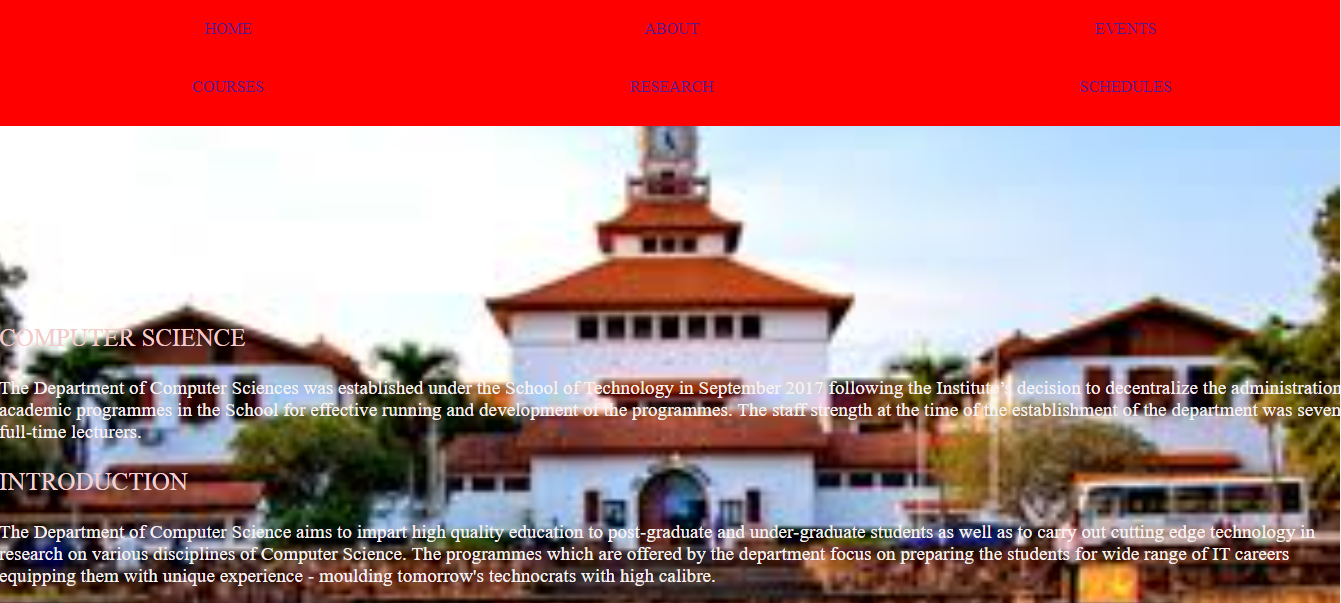 HOME ABOUT EVENTS
COURSES RESEARCH SCHEDULES
COMPUTER SCIENCE
The Department of Computer Sciences was established under the School of Technology in September 2017 following the Institute's decision to decentralize the administration
academic programmes in the School for effective running and development of the programmes. The staff strength at the time of the establishment of the department was seven
full-time lecturers.
INTRODUCTION
The Department of Computer Science aims to impart high quality education to post-graduate and under-graduate students as well as to carry out cutting edge technology in
research on various disciplines of Computer Science. The programmes which are offered by the department focus on preparing the students for wide range of IT careers
equipping them with unique experience - moulding tomorrow's technocrats with high calibre.